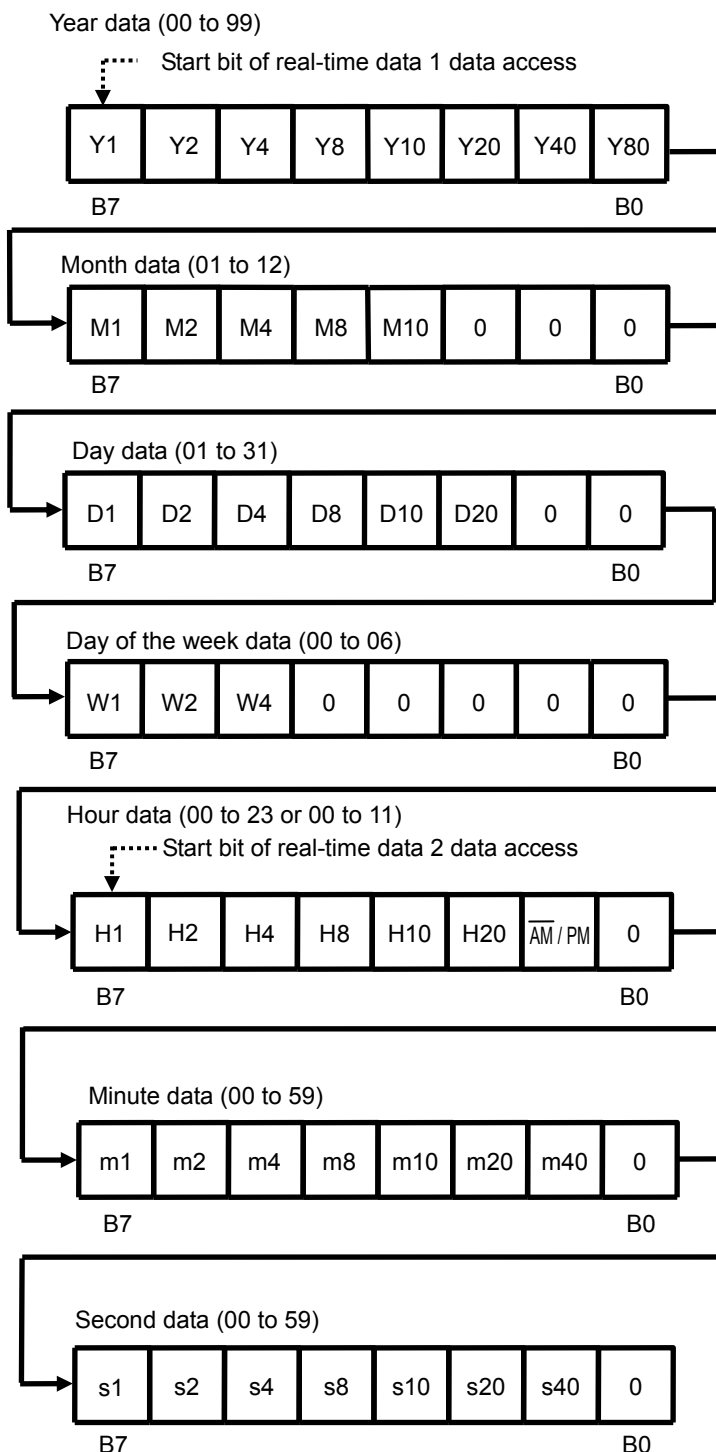 Year data (00 to 99)
Start bit of real-time data 1 data access
Y1 Y2 Y4 Y8 Y10 Y20 Y40 Y80
B7 B0
Month data (01 to 12)
M1 M2 M4 M8 M10 0 0 0
B7 B0
Day data (01 to 31)
D1 D2 D4 D8 D10 D20 0 0
B7 B0
Day of the week data (00 to 06)
W1 W2 W4 0 0 0 0 0
B7 B0
Hour data (00 to 23 or 00 to 11)
Start bit of real-time data 2 data access
H1 H2 H4 H8 H10 H20 A̅M̅ / PM 0
B7 B0
Minute data (00 to 59)
m1 m2 m4 m8 m10 m20 m40 0
B7 B0
Second data (00 to 59)
s1 s2 s4 s8 s10 s20 s40 0
B7 B0